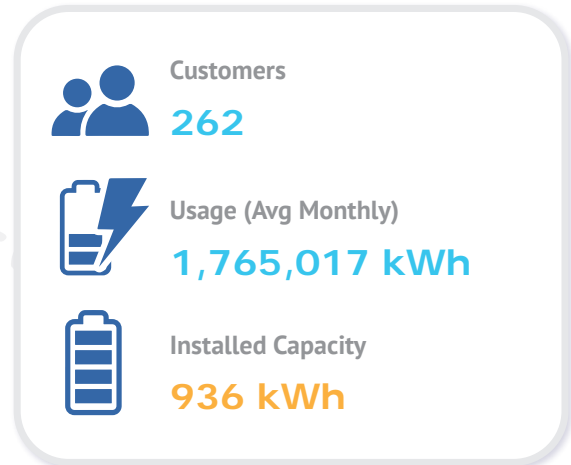 Customers
262
Usage (Avg Monthly)
1,765,017 kWh
Installed Capacity
936 kWh